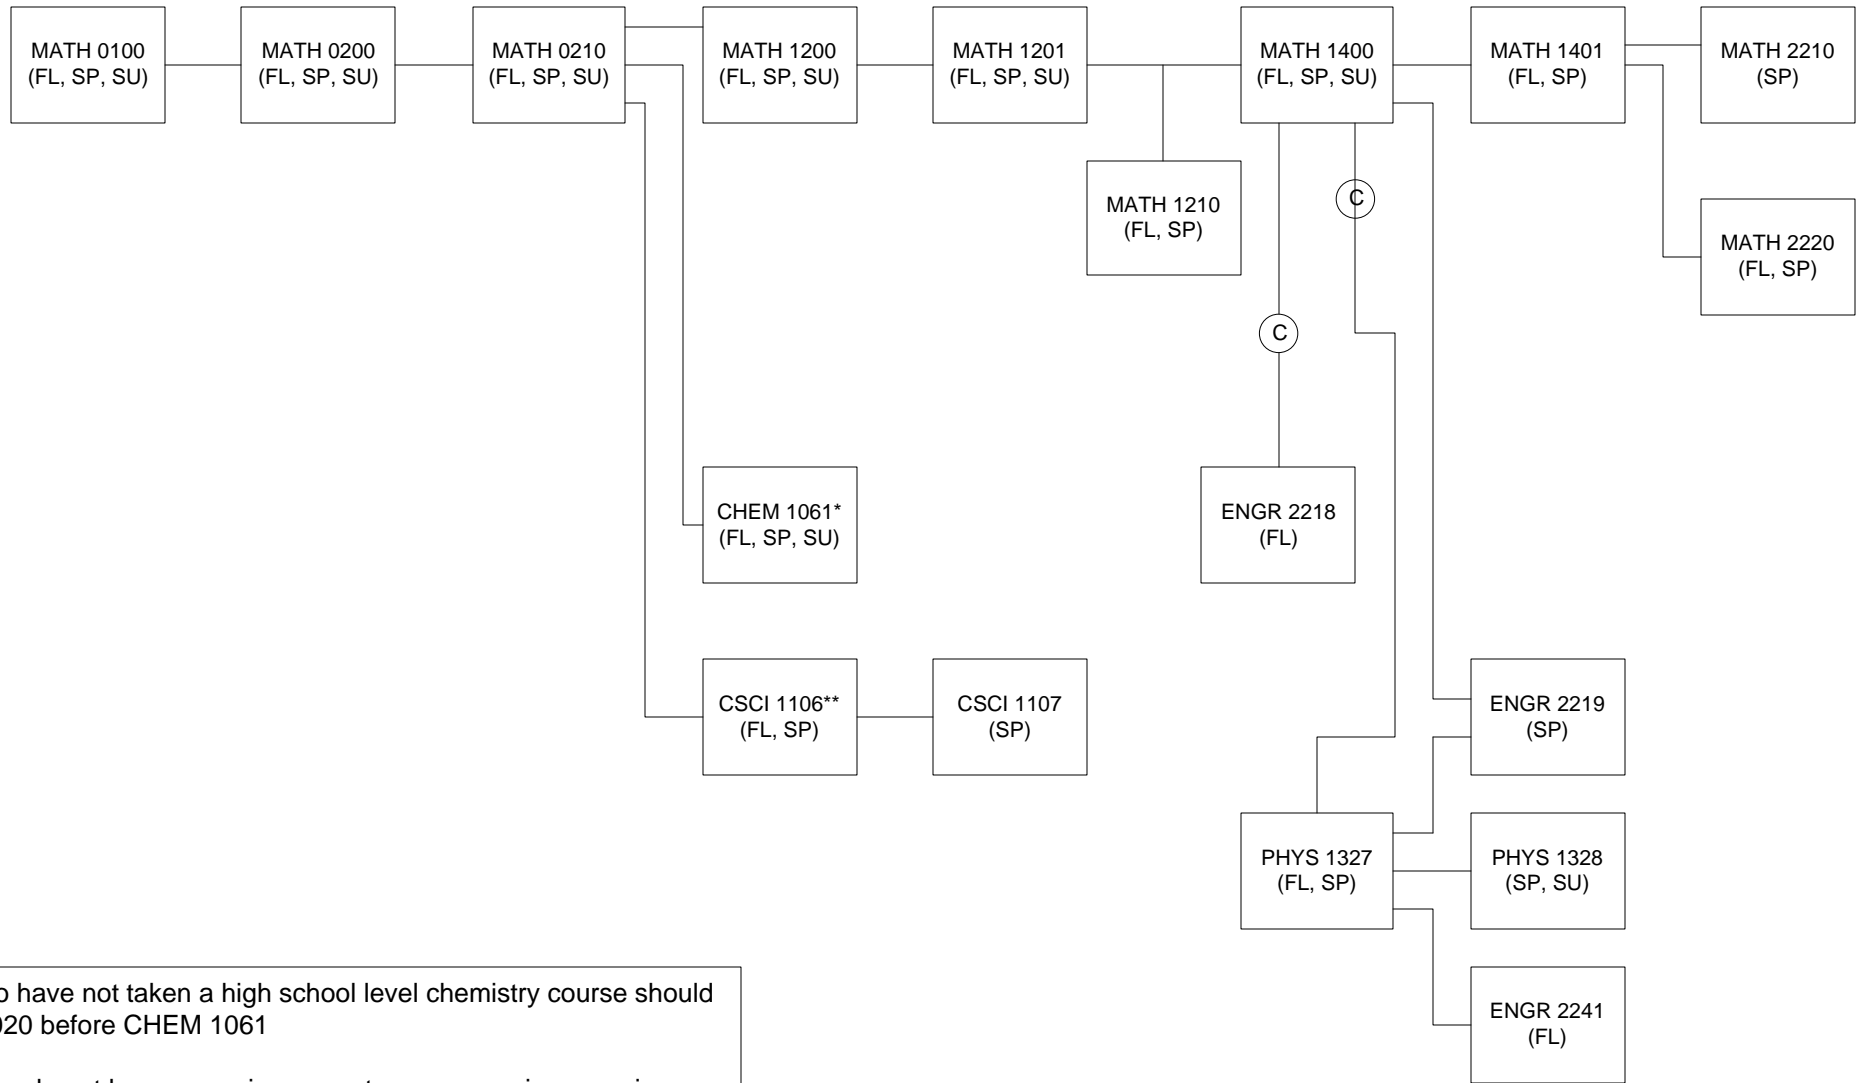 MATH 0100
(FL, SP, SU)
MATH 0200
(FL, SP, SU)
MATH 0210
(FL, SP, SU)
MATH 1200
(FL, SP, SU)
MATH 1201
(FL, SP, SU)
MATH 1400
(FL, SP, SU)
MATH 1401
(FL, SP)
MATH 2210
(SP)
MATH 1210
(FL, SP)
C
MATH 2220
(FL, SP)
C
CHEM 1061*
(FL, SP, SU)
ENGR 2218
(FL)
CSCI 1106**
(FL, SP)
CSCI 1107
(SP)
ENGR 2219
(SP)
PHYS 1327
(FL, SP)
PHYS 1328
(SP, SU)
ENGR 2241
(FL)
have not taken a high school level chemistry course should
before CHEM 1061